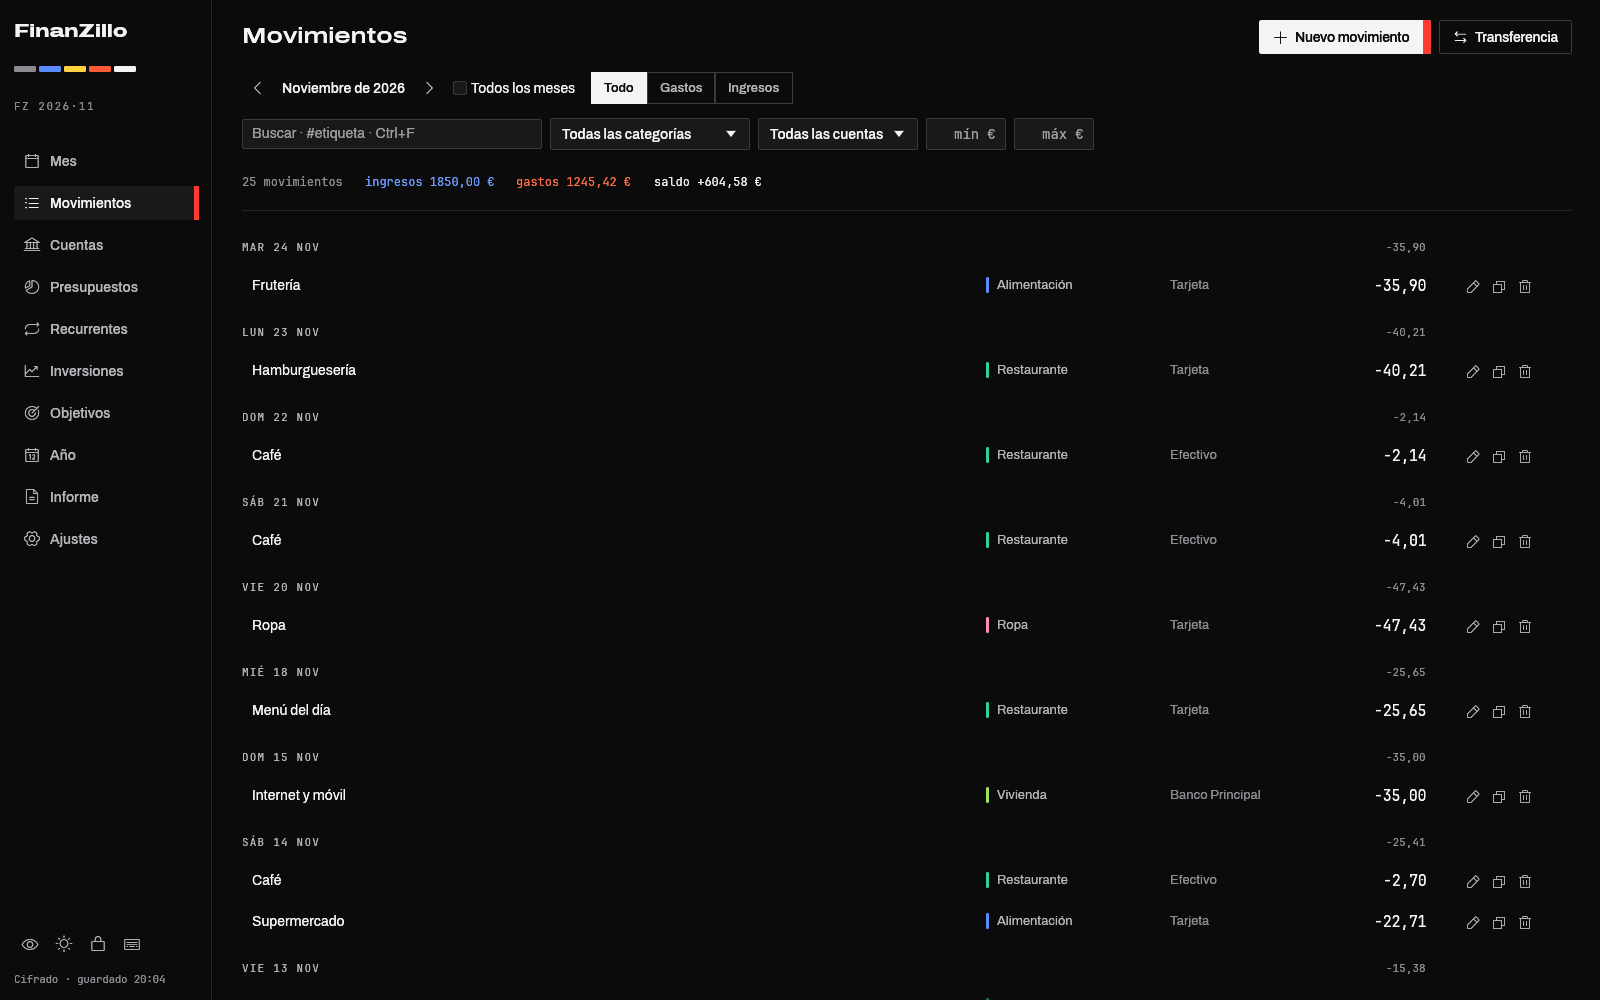 FinanZillo
FZ 2026·11
Mes
Movimientos
Cuentas
Presupuestos
Recurrentes
Inversiones
Objetivos
Año
Informe
Ajustes
Cifrado · guardado 20:04
Movimientos
Nuevo movimiento
Transferencia
Noviembre de 2026
Todos los meses
Todo
Gastos
Ingresos
Buscar · #etiqueta · Ctrl+F
Todas las categorías
Todas las cuentas
mín €
máx €
25 movimientos ingresos 1850,00 € gastos 1245,42 € saldo +604,58 €
MAR 24 NOV -35,90
Frutería Alimentación Tarjeta -35,90
LUN 23 NOV -40,21
Hamburguesería Restaurante Tarjeta -40,21
DOM 22 NOV -2,14
Café Restaurante Efectivo -2,14
SÁB 21 NOV -4,01
Café Restaurante Efectivo -4,01
VIE 20 NOV -47,43
Ropa Ropa Tarjeta -47,43
MIÉ 18 NOV -25,65
Menú del día Restaurante Tarjeta -25,65
DOM 15 NOV -35,00
Internet y móvil Vivienda Banco Principal -35,00
SÁB 14 NOV -25,41
Café Restaurante Efectivo -2,70
Supermercado Alimentación Tarjeta -22,71
VIE 13 NOV -15,38